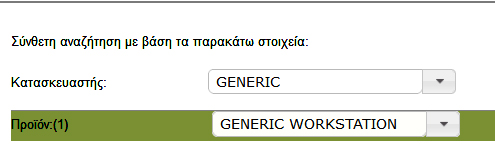 Σύνθετη αναζήτηση με βάση τα παρακάτω στοιχεία:
Κατασκευαστής: GENERIC
Προϊόν:(1) GENERIC WORKSTATION